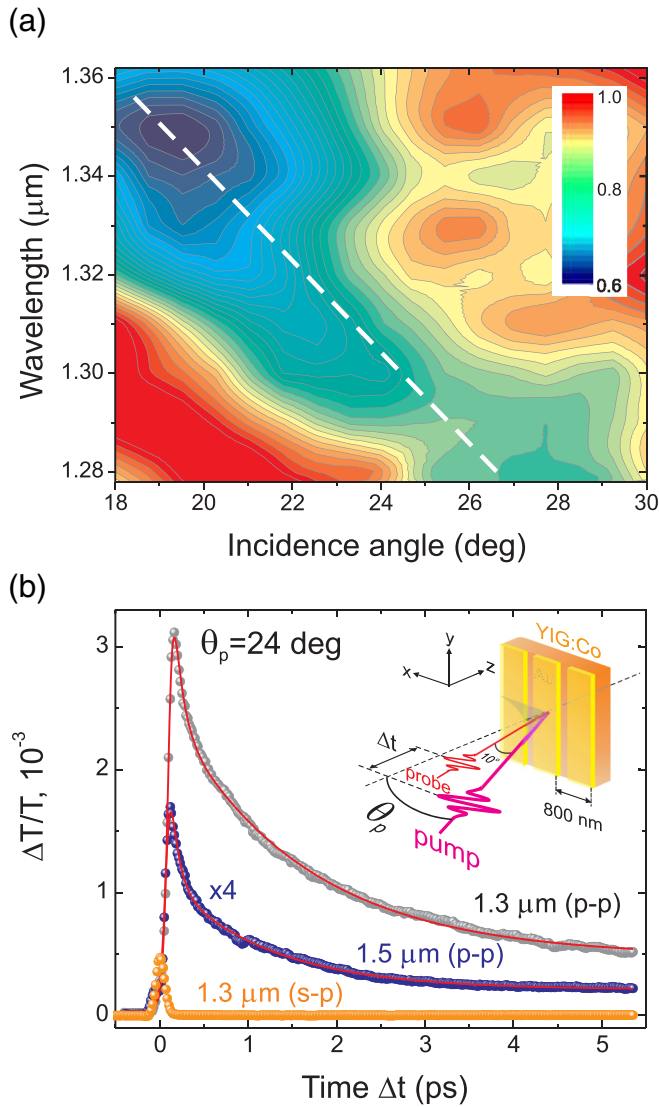 (a)
Wavelength (μm)
1.36
1.34
1.32
1.30
1.28
1.0
0.8
0.6
18 20 22 24 26 28 30
Incidence angle (deg)
(b)
ΔT/T, 10⁻³
3
2
1
0
θp=24 deg
YIG:Co
Au
y
x
z
Δt
10°
probe
θp
pump
800 nm
x4
1.3 μm (p-p)
1.5 μm (p-p)
1.3 μm (s-p)
0 1 2 3 4 5
Time Δt (ps)